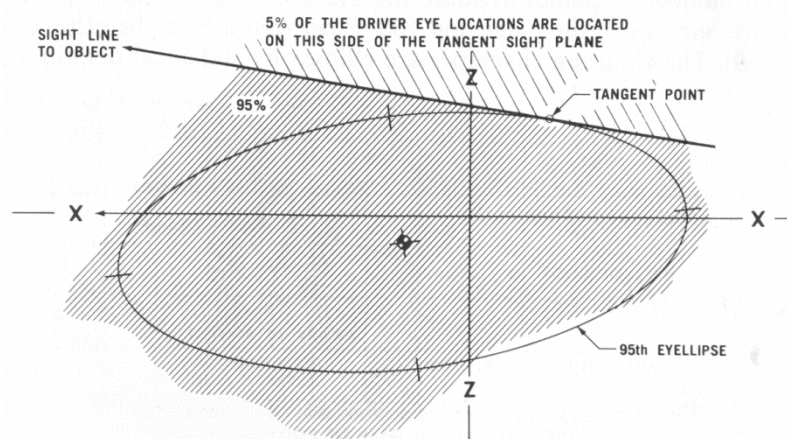 5% OF THE DRIVER EYE LOCATIONS ARE LOCATED
ON THIS SIDE OF THE TANGENT SIGHT PLANE
SIGHT LINE
TO OBJECT
Z
TANGENT POINT
95%
X
X
95th EYELLIPSE
Z